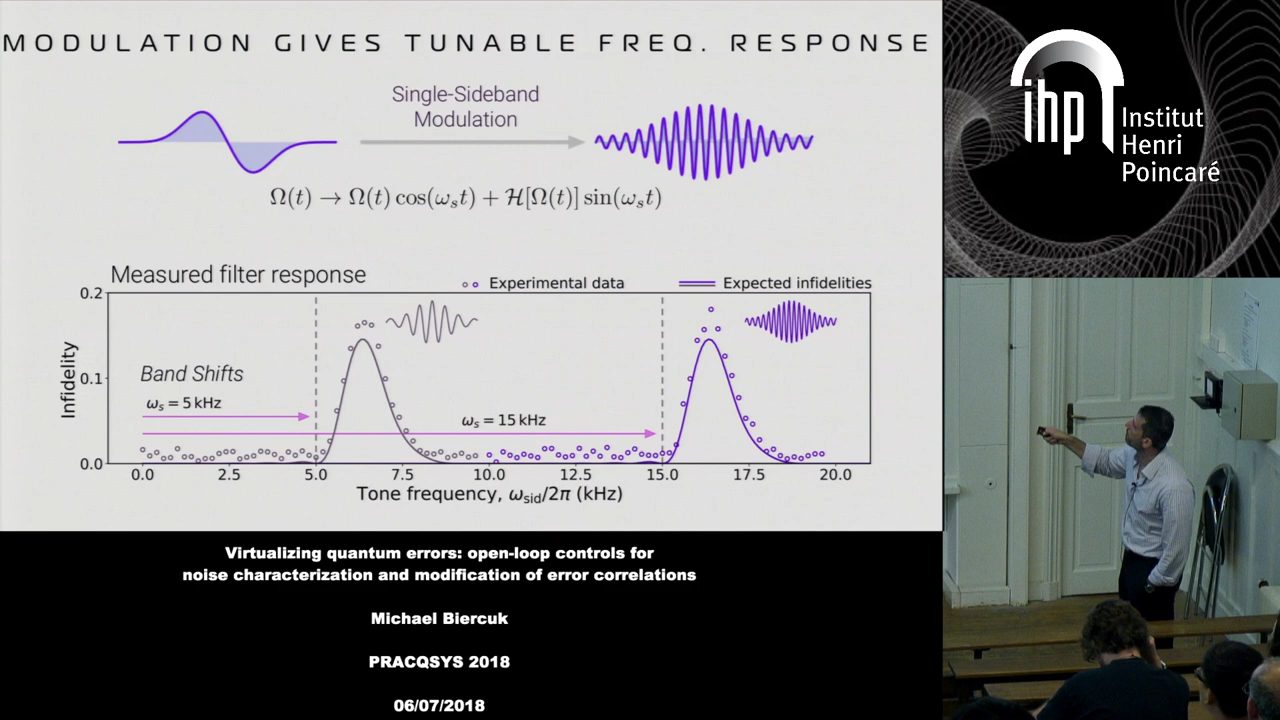 MODULATION GIVES TUNABLE FREQ. RESPONSE
Single-Sideband
Modulation
Ω(t) → Ω(t) cos(ω_s t) + ℋ[Ω(t)] sin(ω_s t)
Measured filter response
Experimental data
Expected infidelities
0.2
0.1
0.0
Infidelity
Band Shifts
ω_s = 5 kHz
ω_s = 15 kHz
0.0 2.5 5.0 7.5 10.0 12.5 15.0 17.5 20.0
Tone frequency, ω_sid/2π (kHz)
ihp
Institut
Henri
Poincaré
Virtualizing quantum errors: open-loop controls for
noise characterization and modification of error correlations
Michael Biercuk
PRACQSYS 2018
06/07/2018